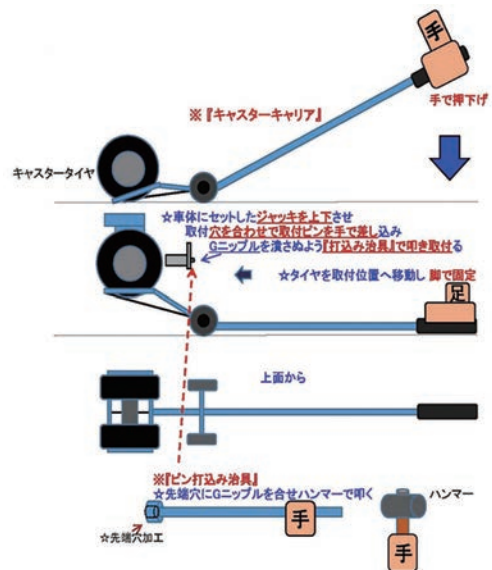 手
手で押下げ
※『キャスターキャリア』
キャスタータイヤ
☆車体にセットしたジャッキを上下させ
取付穴を合わせで取付ピンを手で差し込み
Gニップルを潰さぬよう『打込み治具』で叩き取付る
☆タイヤを取付位置へ移動し 脚で固定
足
上面から
※『ピン打込み治具』
☆先端穴にGニップルを合せハンマーで叩く
ハンマー
手
☆先端穴加工
手